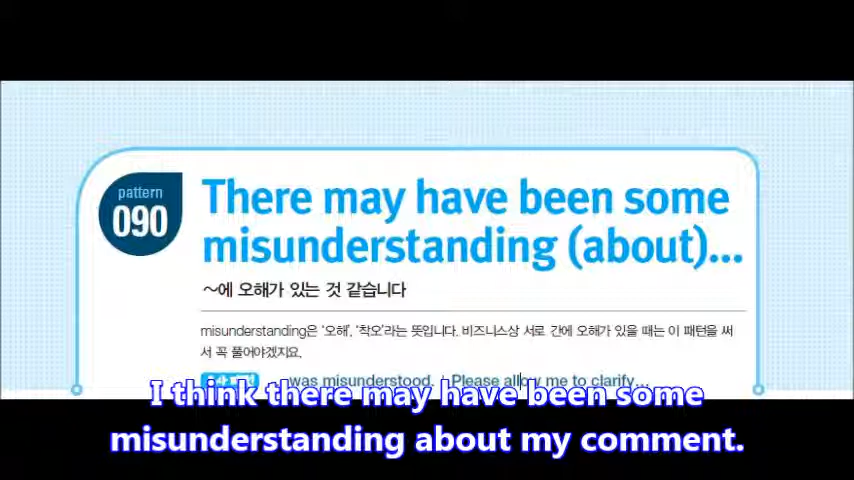 pattern
090
There may have been some
misunderstanding (about)...
~에 오해가 있는 것 같습니다
misunderstanding은 '오해', '착오'라는 뜻입니다. 비즈니스상 서로 간에 오해가 있을 때는 이 패턴을 써
서 꼭 풀어야겠지요.
was misunderstood. | Please allow me to clarify...
I think there may have been some
misunderstanding about my comment.